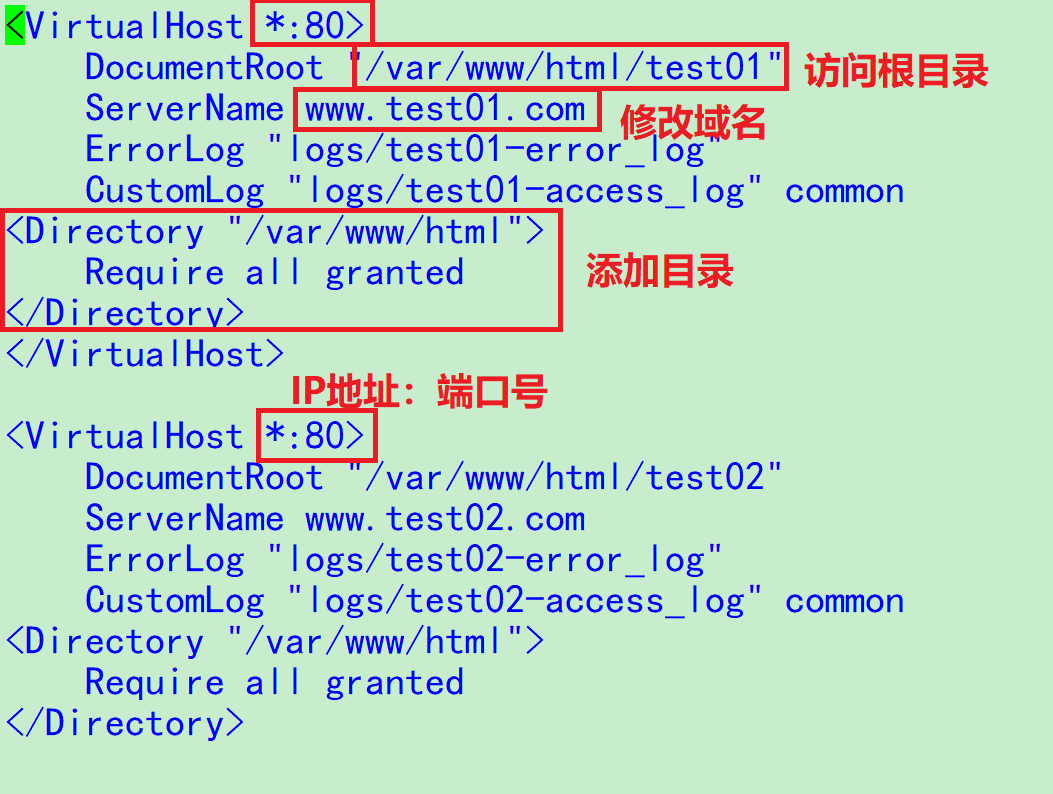 <VirtualHost *:80>
DocumentRoot "/var/www/html/test01" 访问根目录
ServerName www.test01.com 修改域名
ErrorLog "logs/test01-error_log"
CustomLog "logs/test01-access_log" common
<Directory "/var/www/html">
Require all granted 添加目录
</Directory>
</VirtualHost>
IP地址：端口号
<VirtualHost *:80>
DocumentRoot "/var/www/html/test02"
ServerName www.test02.com
ErrorLog "logs/test02-error_log"
CustomLog "logs/test02-access_log" common
<Directory "/var/www/html">
Require all granted
</Directory>